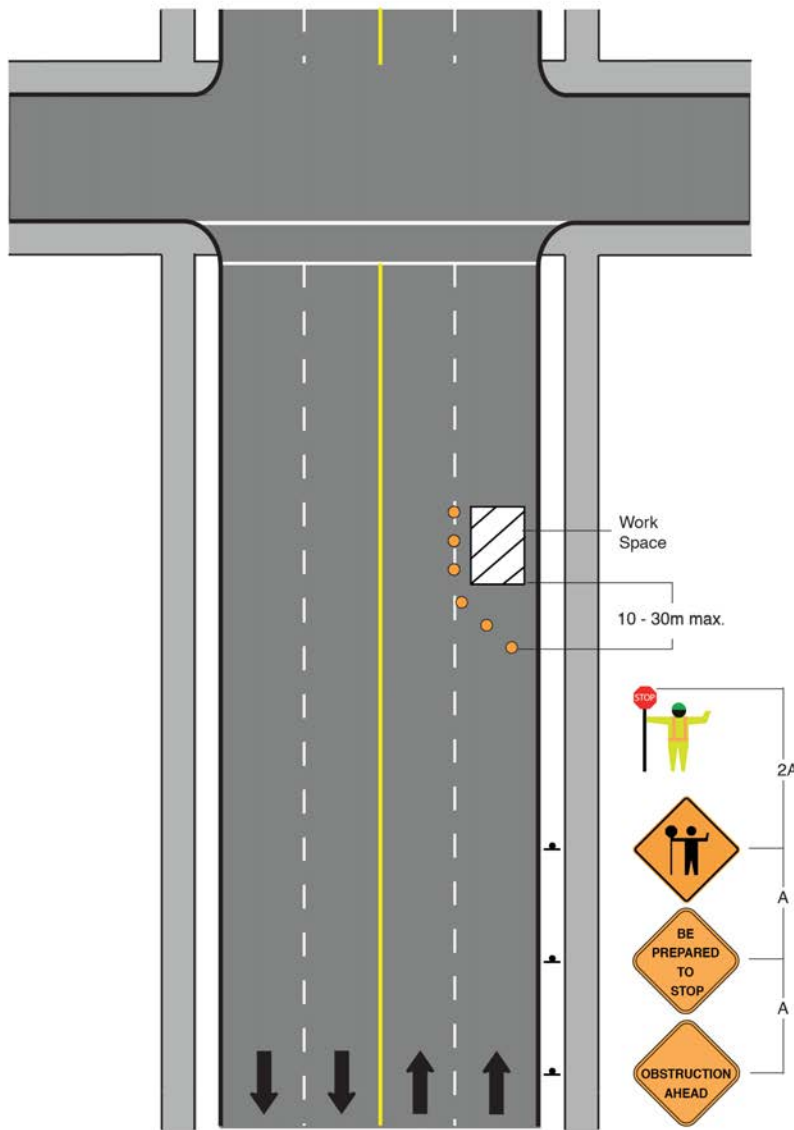 Work
Space
10 - 30m max.
STOP
2A
A
BE
PREPARED
TO
STOP
A
OBSTRUCTION
AHEAD